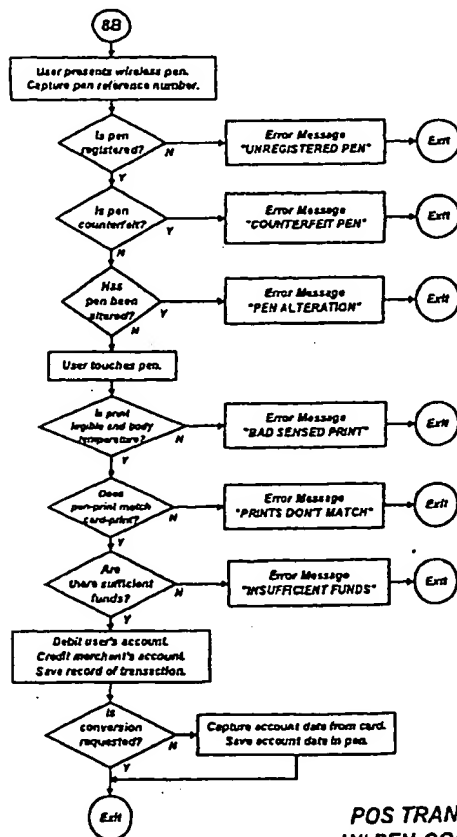 8B
User presents wireless pen.
Capture pen reference number.
Is pen
registered?
N
Error Message
"UNREGISTERED PEN"
Exit
Y
Is pen
counterfeit?
Y
Error Message
"COUNTERFEIT PEN"
Exit
N
Has
pen been
altered?
Y
Error Message
"PEN ALTERATION"
Exit
N
User touches pen.
Is print
legible and body
temperature?
N
Error Message
"BAD SENSED PRINT"
Exit
Y
Does
pen-print match
card-print?
N
Error Message
"PRINTS DON'T MATCH"
Exit
Y
Are
there sufficient
funds?
N
Error Message
"INSUFFICIENT FUNDS"
Exit
Y
Debit user's account.
Credit merchant's account.
Save record of transaction.
Is
conversion
requested?
N
Capture account data from card.
Save account data in pen.
Y
Exit
POS TRAN